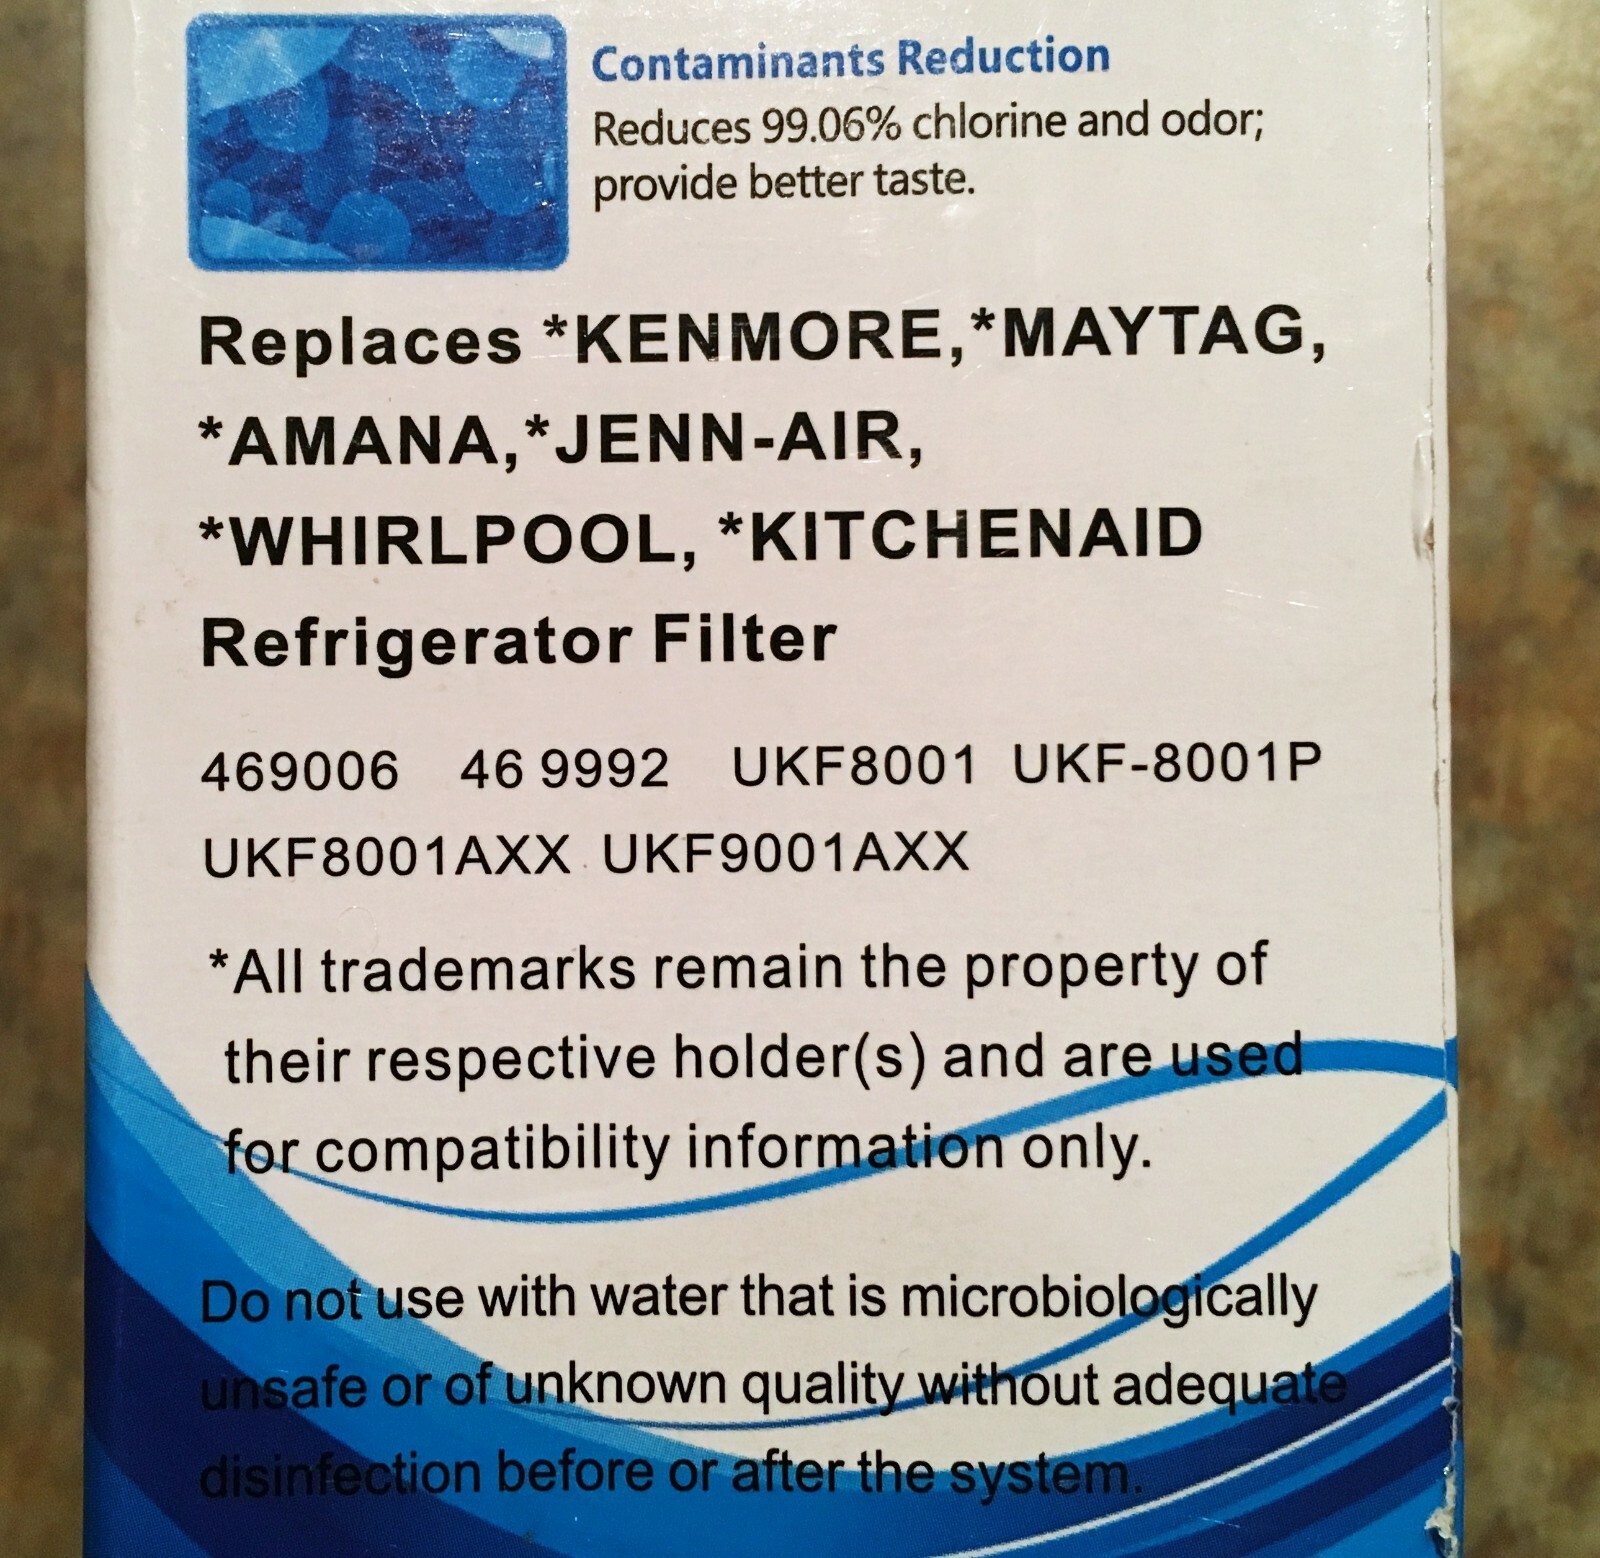 Contaminants Reduction
Reduces 99.06% chlorine and odor;
provide better taste.
Replaces *KENMORE,*MAYTAG,
*AMANA,*JENN-AIR,
*WHIRLPOOL, *KITCHENAID
Refrigerator Filter
469006 46 9992 UKF8001 UKF-8001P
UKF8001AXX UKF9001AXX
*All trademarks remain the property of
their respective holder(s) and are used
for compatibility information only.
Do not use with water that is microbiologically
unsafe or of unknown quality without adequate
disinfection before or after the system.